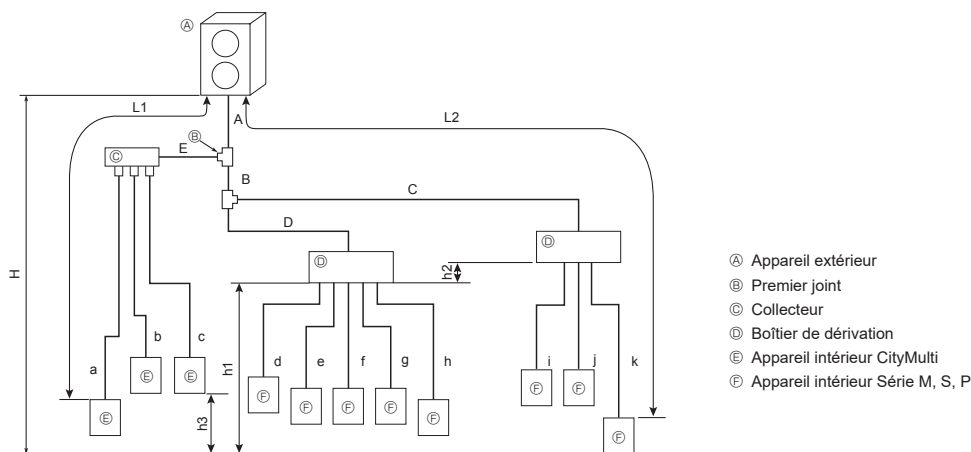 Ⓐ
L1
A
L2
Ⓑ
E
Ⓒ
B
C
D
Ⓓ
Ⓓ
H
h2
a
b
c
h1
d
e
f
g
h
i
j
k
Ⓔ
Ⓔ
Ⓔ
Ⓕ
Ⓕ
Ⓕ
Ⓕ
Ⓕ
Ⓕ
Ⓕ
Ⓕ
h3
Ⓐ Appareil extérieur
Ⓑ Premier joint
Ⓒ Collecteur
Ⓓ Boîtier de dérivation
Ⓔ Appareil intérieur CityMulti
Ⓕ Appareil intérieur Série M, S, P